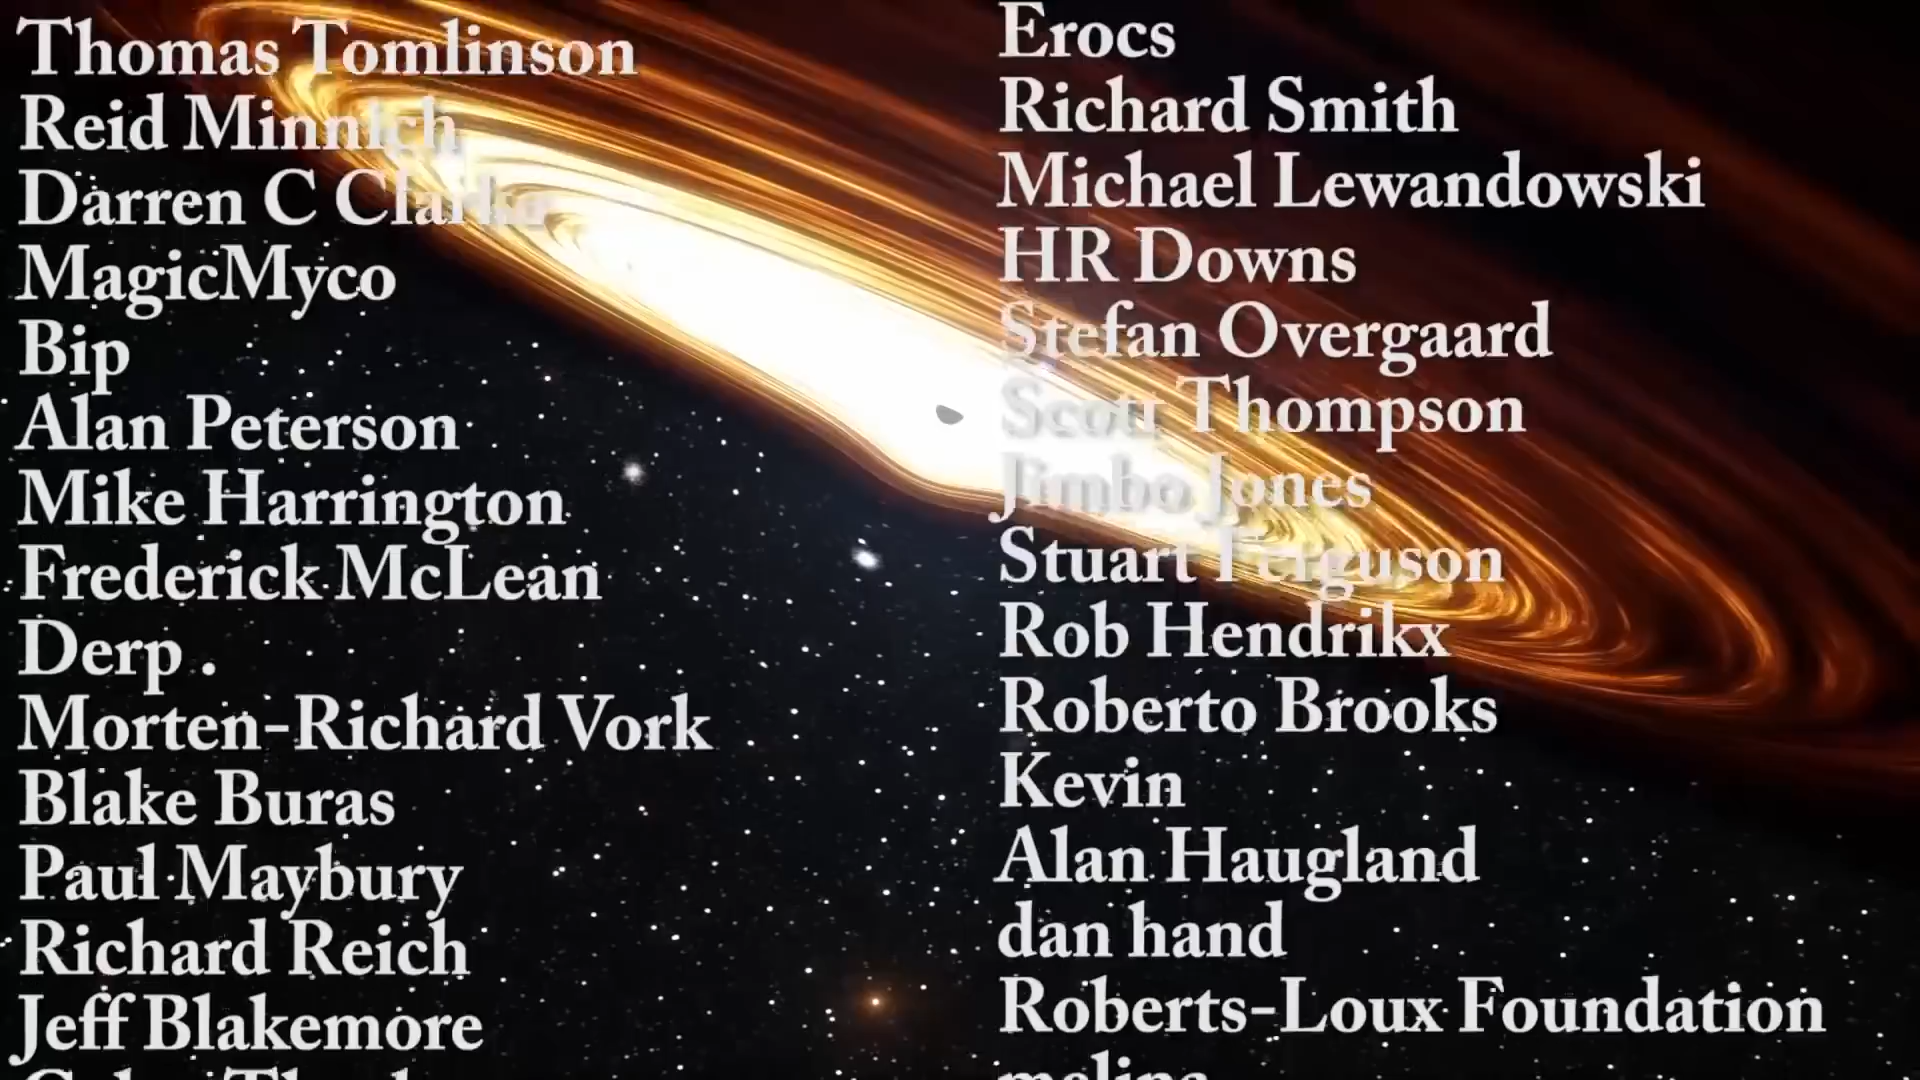 Thomas Tomlinson
Reid Minnich
Darren C Clarke
MagicMyco
Bip
Alan Peterson
Mike Harrington
Frederick McLean
Derp .
Morten-Richard Vork
Blake Buras
Paul Maybury
Richard Reich
Jeff Blakemore
Erocs
Richard Smith
Michael Lewandowski
HR Downs
Stefan Overgaard
Scott Thompson
Jimbo Jones
Stuart Ferguson
Rob Hendrikx
Roberto Brooks
Kevin
Alan Haugland
dan hand
Roberts-Loux Foundation